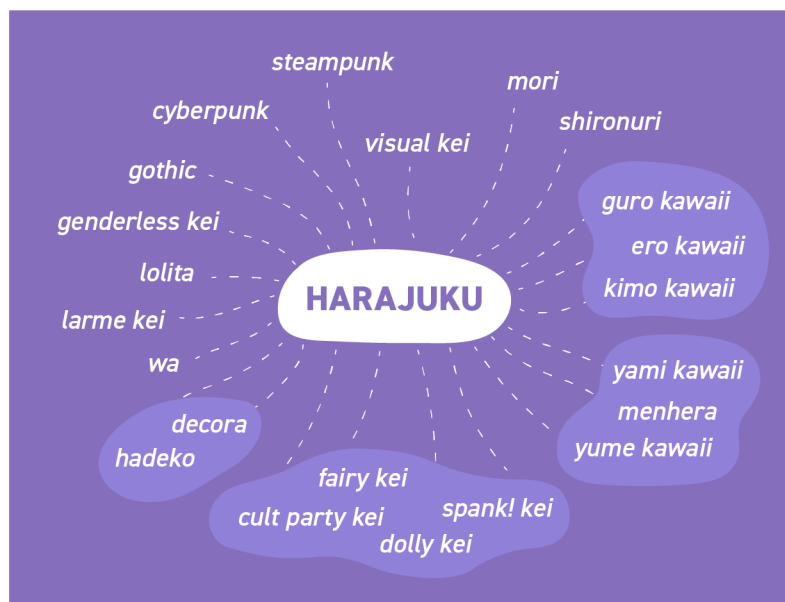 steampunk
mori
cyberpunk
shironuri
visual kei
gothic
guro kawaii
genderless kei
ero kawaii
lolita
kimo kawaii
HARAJUKU
larme kei
wa
yami kawaii
menhera
decora
yume kawaii
hadeko
fairy kei
spank! kei
cult party kei
dolly kei